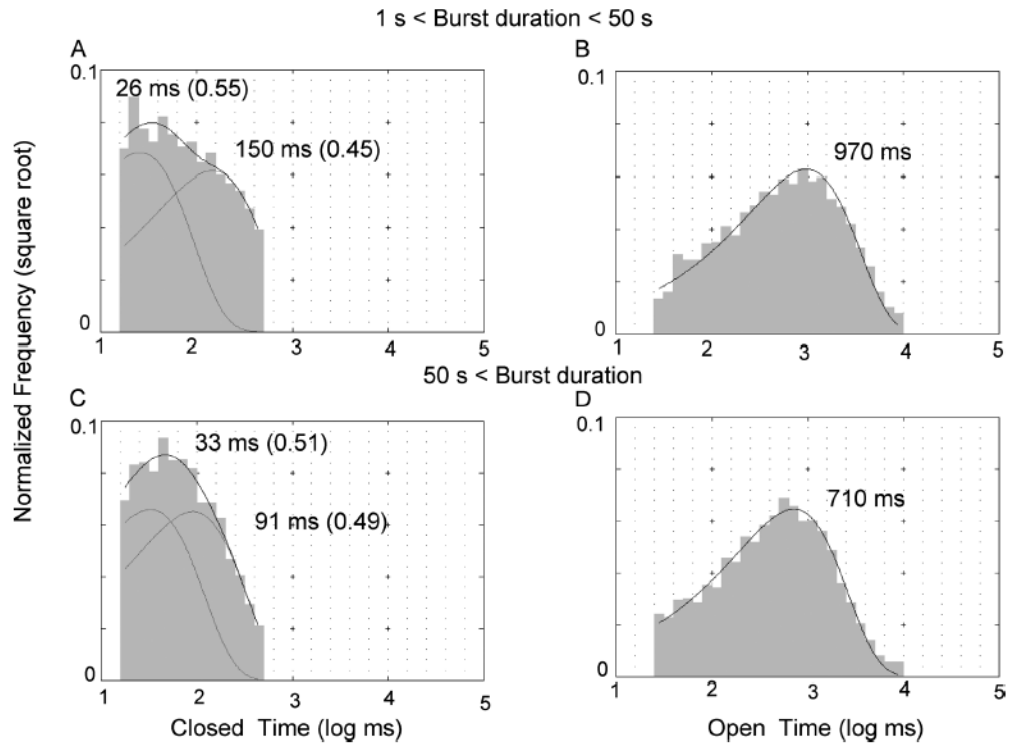 1 s < Burst duration < 50 s
A
B
0.1
0.1
26 ms (0.55)
150 ms (0.45)
970 ms
0
0
1 2 3 4 5
1 2 3 4 5
50 s < Burst duration
C
D
0.1
0.1
33 ms (0.51)
91 ms (0.49)
710 ms
0
0
1 2 3 4 5
1 2 3 4 5
Closed Time (log ms)
Open Time (log ms)
Normalized Frequency (square root)